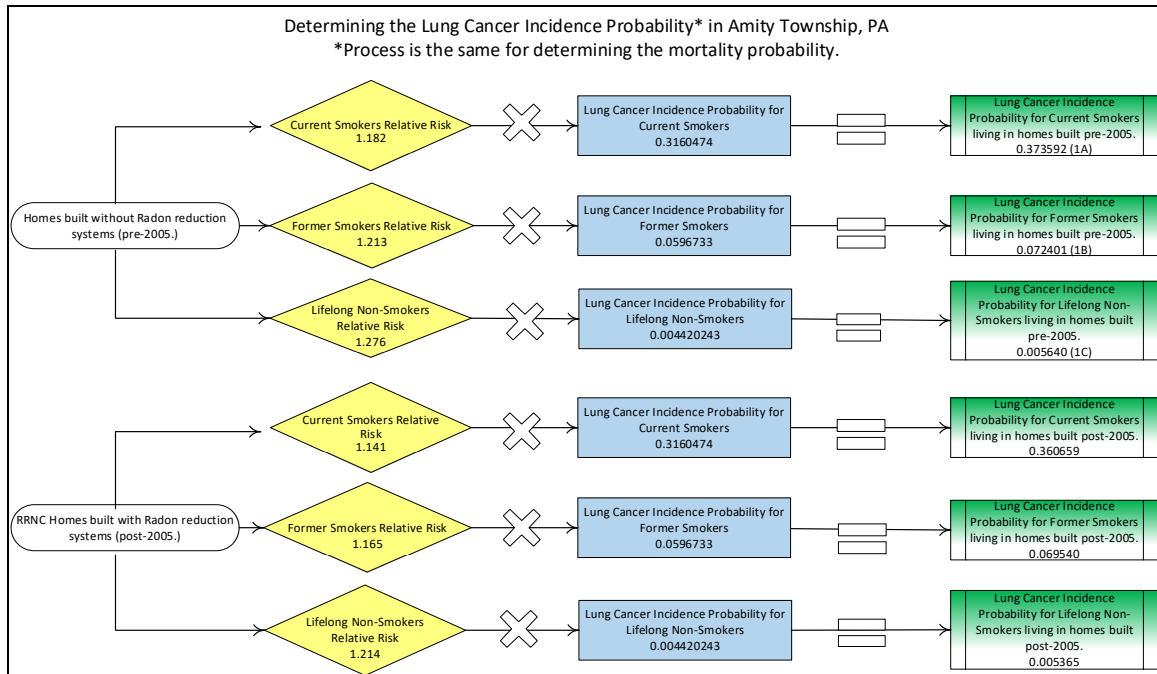 Determining the Lung Cancer Incidence Probability* in Amity Township, PA
*Process is the same for determining the mortality probability.
Homes built without Radon reduction
systems (pre-2005.)
Current Smokers Relative Risk
1.182
Lung Cancer Incidence Probability for
Current Smokers
0.3160474
Lung Cancer Incidence
Probability for Current Smokers
living in homes built pre-2005.
0.373592 (1A)
Former Smokers Relative Risk
1.213
Lung Cancer Incidence Probability for
Former Smokers
0.0596733
Lung Cancer Incidence
Probability for Former Smokers
living in homes built pre-2005.
0.072401 (1B)
Lifelong Non-Smokers
Relative Risk
1.276
Lung Cancer Incidence Probability for
Lifelong Non-Smokers
0.004420243
Lung Cancer Incidence
Probability for Lifelong Non-
Smokers living in homes built
pre-2005.
0.005640 (1C)
RRNC Homes built with Radon reduction
systems (post-2005.)
Current Smokers Relative
Risk
1.141
Lung Cancer Incidence Probability for
Current Smokers
0.3160474
Lung Cancer Incidence
Probability for Current Smokers
living in homes built post-2005.
0.360659
Former Smokers Relative Risk
1.165
Lung Cancer Incidence Probability for
Former Smokers
0.0596733
Lung Cancer Incidence
Probability for Former Smokers
living in homes built post-2005.
0.069540
Lifelong Non-Smokers
Relative Risk
1.214
Lung Cancer Incidence Probability for
Lifelong Non-Smokers
0.004420243
Lung Cancer Incidence
Probability for Lifelong Non-
Smokers living in homes built
post-2005.
0.005365